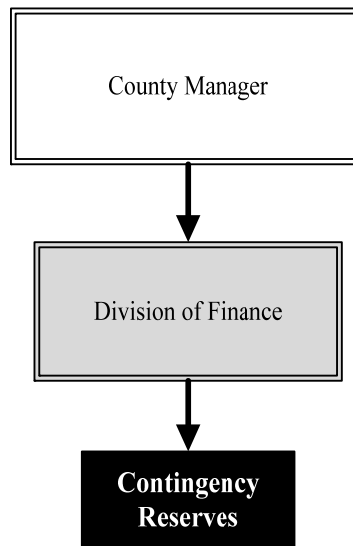 County Manager
Division of Finance
Contingency
Reserves